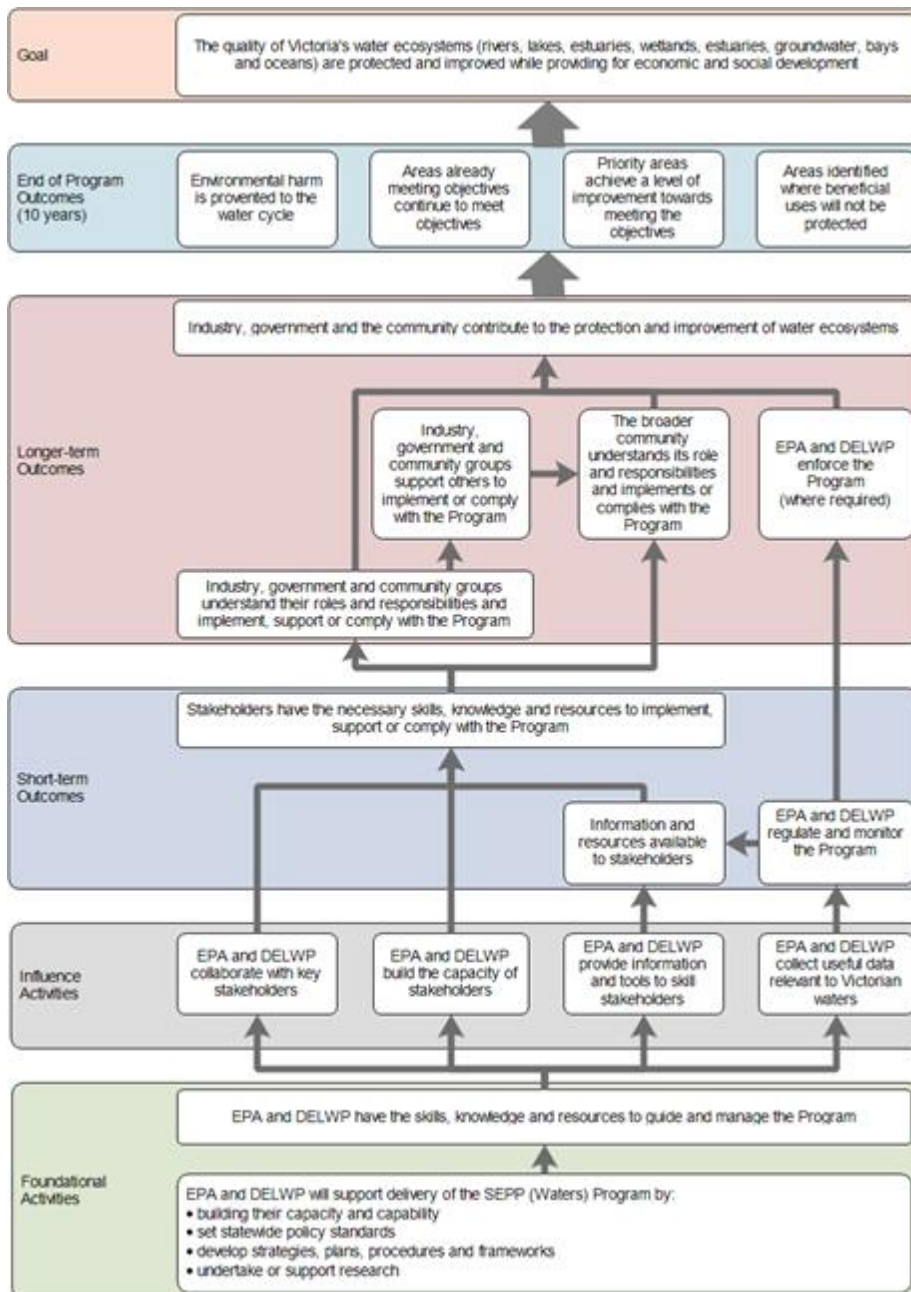 Goal
The quality of Victoria's water ecosystems (rivers, lakes, estuaries, wetlands, estuaries, groundwater, bays
and oceans) are protected and improved while providing for economic and social development
End of Program
Outcomes
(10 years)
Environmental harm
is provented to the
water cycle
Areas already
meeting objectives
continue to meet
objectives
Priority areas
achieve a level of
improvement towards
meeting the
objectives
Areas identified
where beneficial
uses will not be
protected
Longer-term
Outcomes
Industry, government and the community contribute to the protection and improvement of water ecosystems
Industry,
government and
community groups
support others to
implement or comply
with the Program
The broader
community
understands its role
and responsibilities
and implements or
complies with the
Program
EPA and DELWP
enforce the
Program
(where required)
Industry, government and community groups
understand their roles and responsibilities and
implement, support or comply with the Program
Short-term
Outcomes
Stakeholders have the necessary skills, knowledge and resources to implement,
support or comply with the Program
Information and
resources available
to stakeholders
EPA and DELWP
regulate and monitor
the Program
Influence
Activities
EPA and DELWP
collaborate with key
stakeholders
EPA and DELWP
build the capacity of
stakeholders
EPA and DELWP
provide information
and tools to skill
stakeholders
EPA and DELWP
collect useful data
relevant to Victorian
waters
Foundational
Activities
EPA and DELWP have the skills, knowledge and resources to guide and manage the Program
EPA and DELWP will support delivery of the SEPP (Waters) Program by:
• building their capacity and capability
• set statewide policy standards
• develop strategies, plans, procedures and frameworks
• undertake or support research